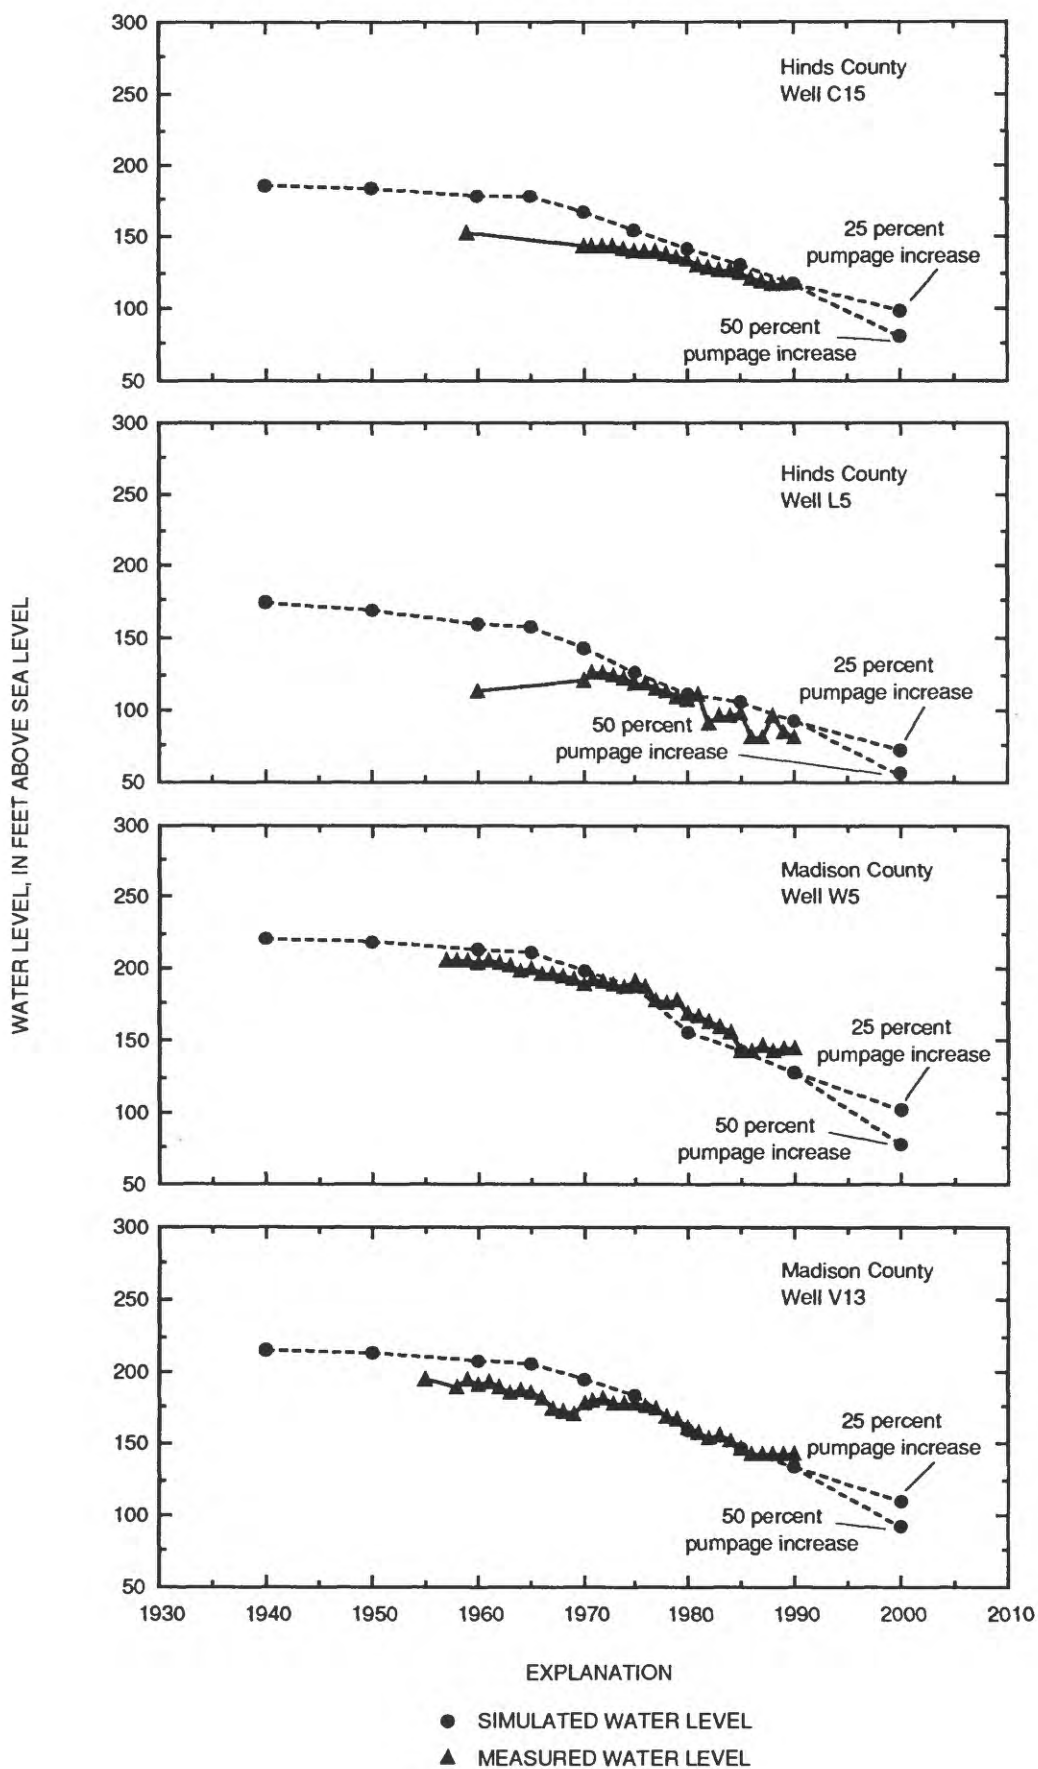 300
250
200
150
100
50
Hinds County
Well C15
25 percent
pumpage increase
50 percent
pumpage increase
300
250
200
150
100
50
Hinds County
Well L5
25 percent
pumpage increase
50 percent
pumpage increase
WATER LEVEL, IN FEET ABOVE SEA LEVEL
300
250
200
150
100
50
Madison County
Well W5
25 percent
pumpage increase
50 percent
pumpage increase
300
250
200
150
100
50
Madison County
Well V13
25 percent
pumpage increase
50 percent
pumpage increase
1930 1940 1950 1960 1970 1980 1990 2000 2010
EXPLANATION
SIMULATED WATER LEVEL
MEASURED WATER LEVEL